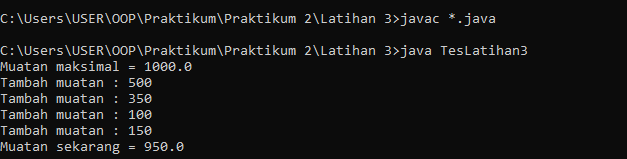 C:\Users\USER\OOP\Praktikum\Praktikum 2\Latihan 3>javac *.java
C:\Users\USER\OOP\Praktikum\Praktikum 2\Latihan 3>java TesLatihan3
Muatan maksimal = 1000.0
Tambah muatan : 500
Tambah muatan : 350
Tambah muatan : 100
Tambah muatan : 150
Muatan sekarang = 950.0